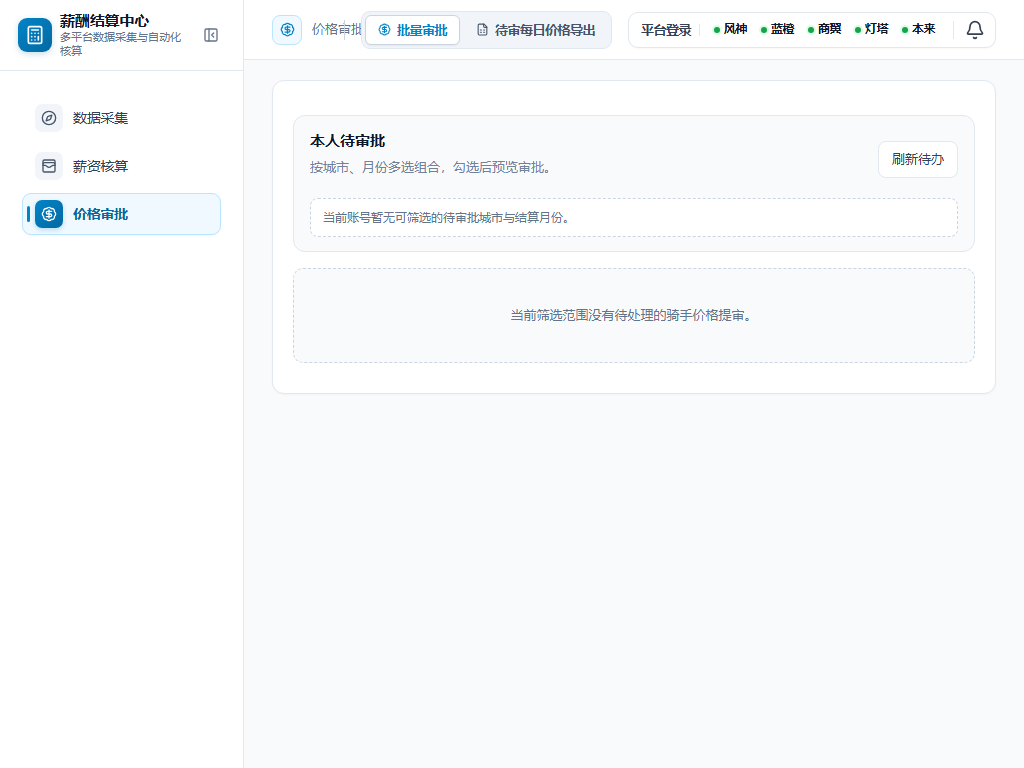 薪酬结算中心
多平台数据采集与自动化
核算
数据采集
薪资核算
价格审批
价格审批
批量审批
待审每日价格导出
平台登录
风神
蓝橙
商燢
灯塔
本来
本人待审批
按城市、月份多选组合，勾选后预览审批。
刷新待办
当前账号暂无可筛选的待审批城市与结算月份。
当前筛选范围没有待处理的骑手价格提审。